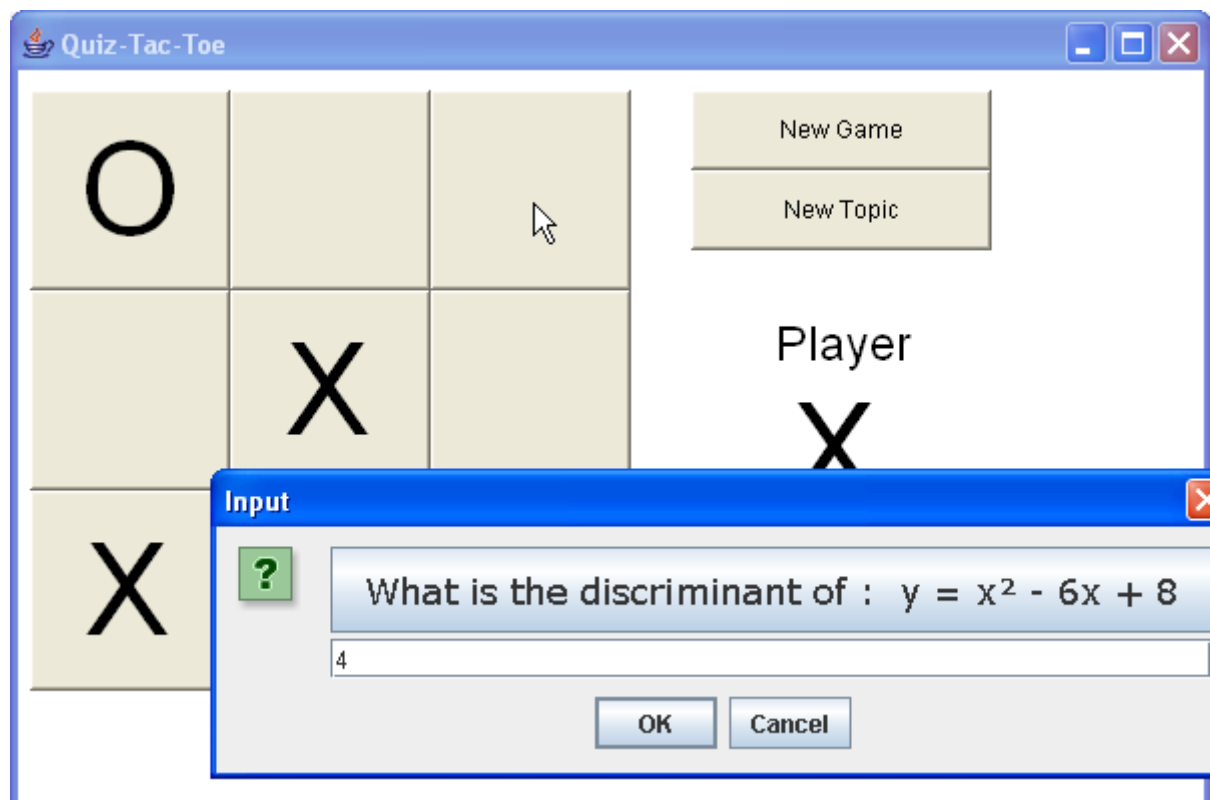 Quiz-Tac-Toe
O
New Game
New Topic
X
Player
X
X
Input
?
What is the discriminant of : y = x² - 6x + 8
4
OK Cancel